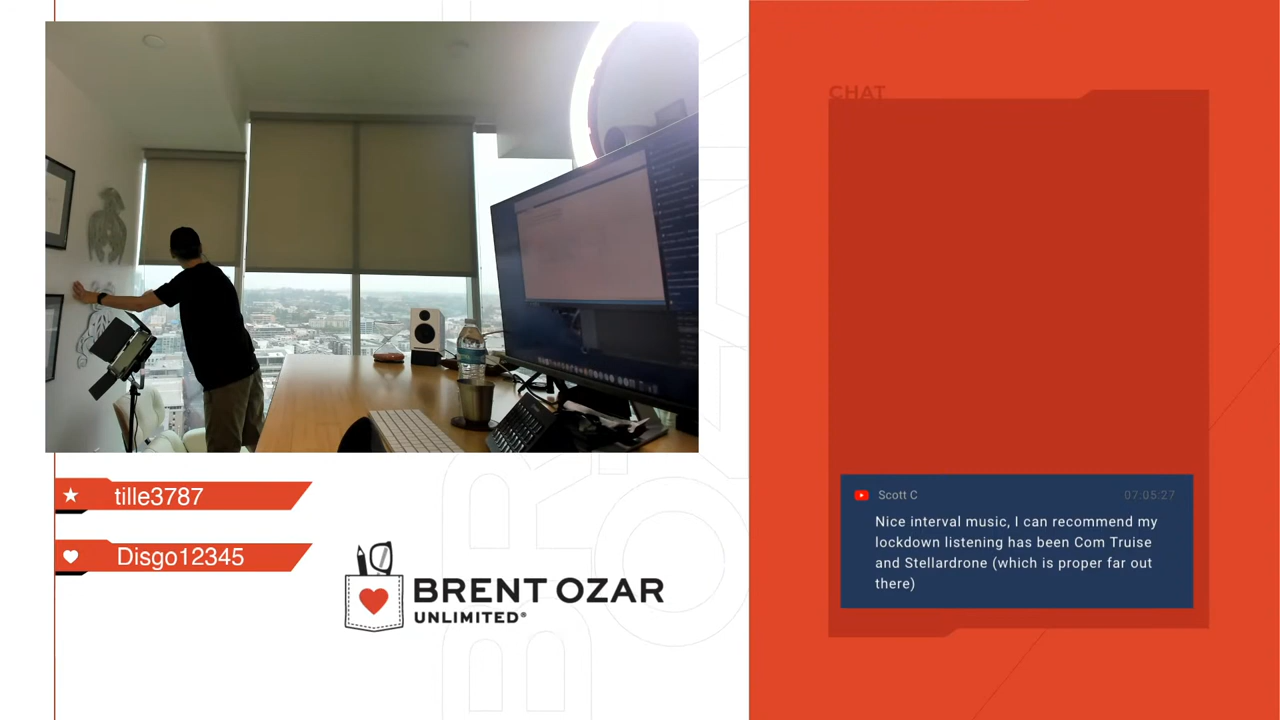 CHAT
Scott C 07:05:27
Nice interval music, I can recommend my
lockdown listening has been Com Truise
and Stellardrone (which is proper far out
there)
tille3787
Disgo12345
BRENT OZAR
UNLIMITED®